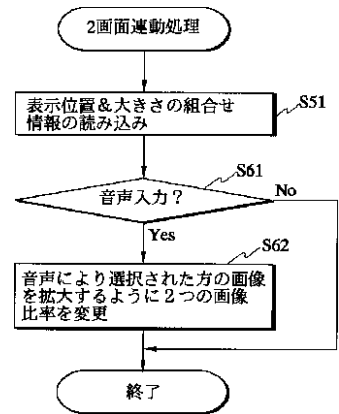 2画面連動処理
表示位置&大きさの組合せ
情報の読み込み
S51
音声入力?
S61
No
Yes
S62
音声により選択された方の画像
を拡大するように2つの画像
比率を変更
終了